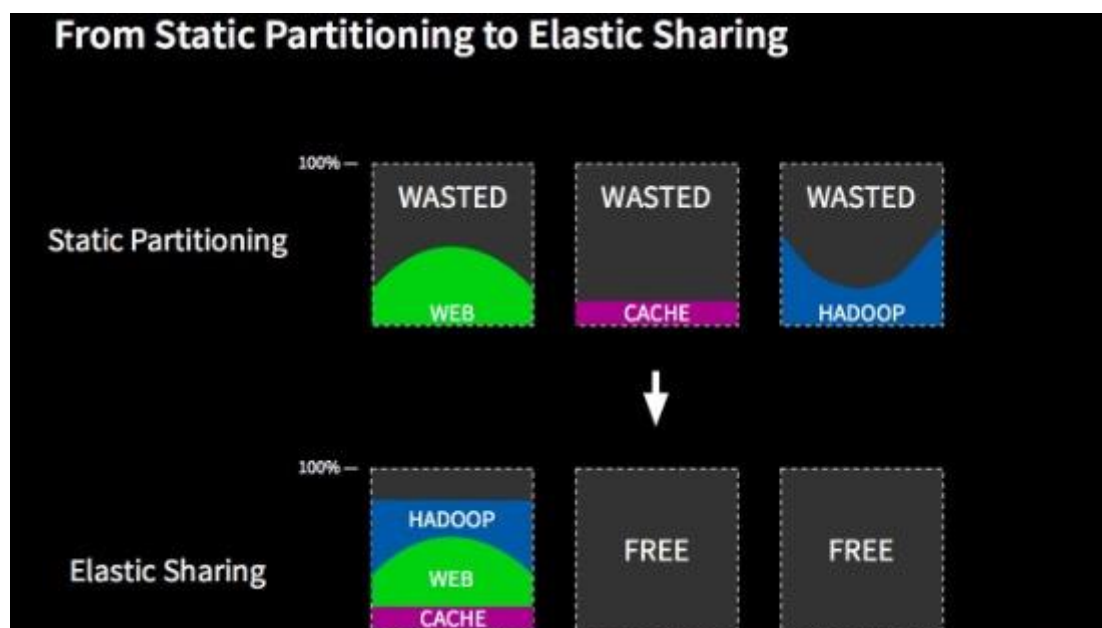 From Static Partitioning to Elastic Sharing
100%
WASTED
WASTED
WASTED
Static Partitioning
WEB
CACHE
HADOOP
100%
HADOOP
FREE
FREE
Elastic Sharing
WEB
CACHE